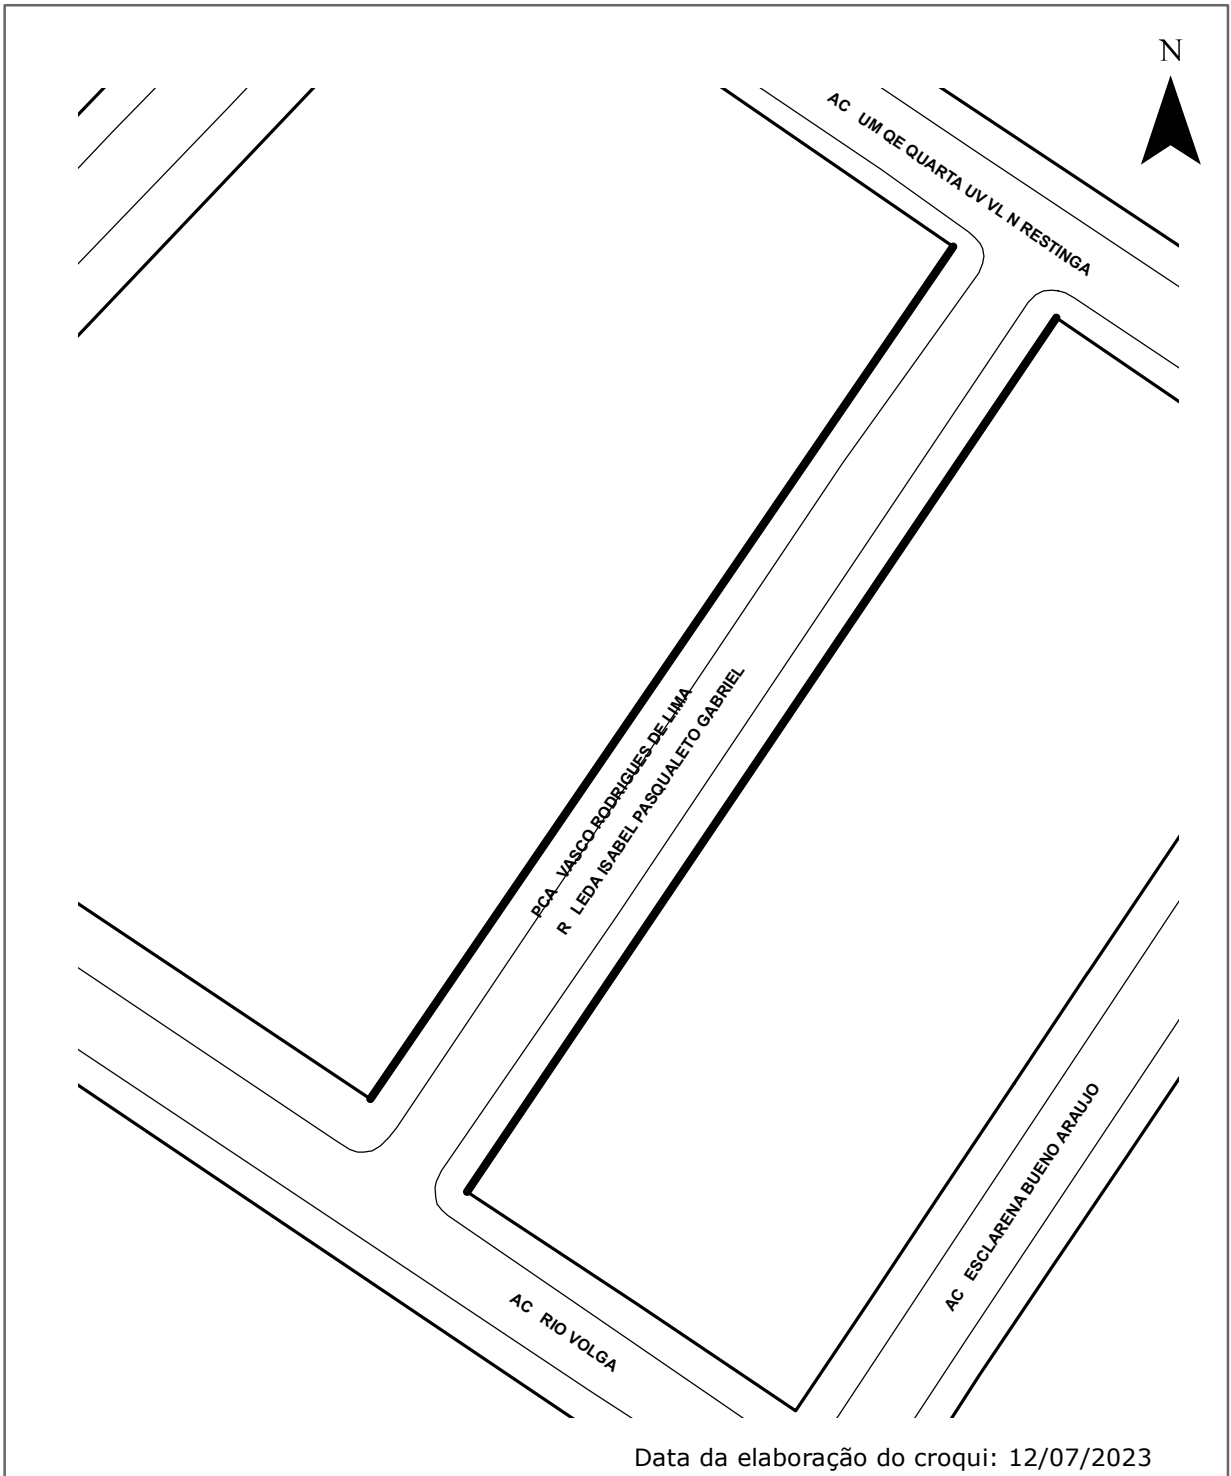 N
AC UM QE QUARTA UV VL N RESTINGA
PCA VASCO RODRIGUES DE LIMA
R LEDA ISABEL PASQUALETO GABRIEL
AC ESCLARENA BUENO ARAUJO
AC RIO VOLGA
Data da elaboração do croqui: 12/07/2023